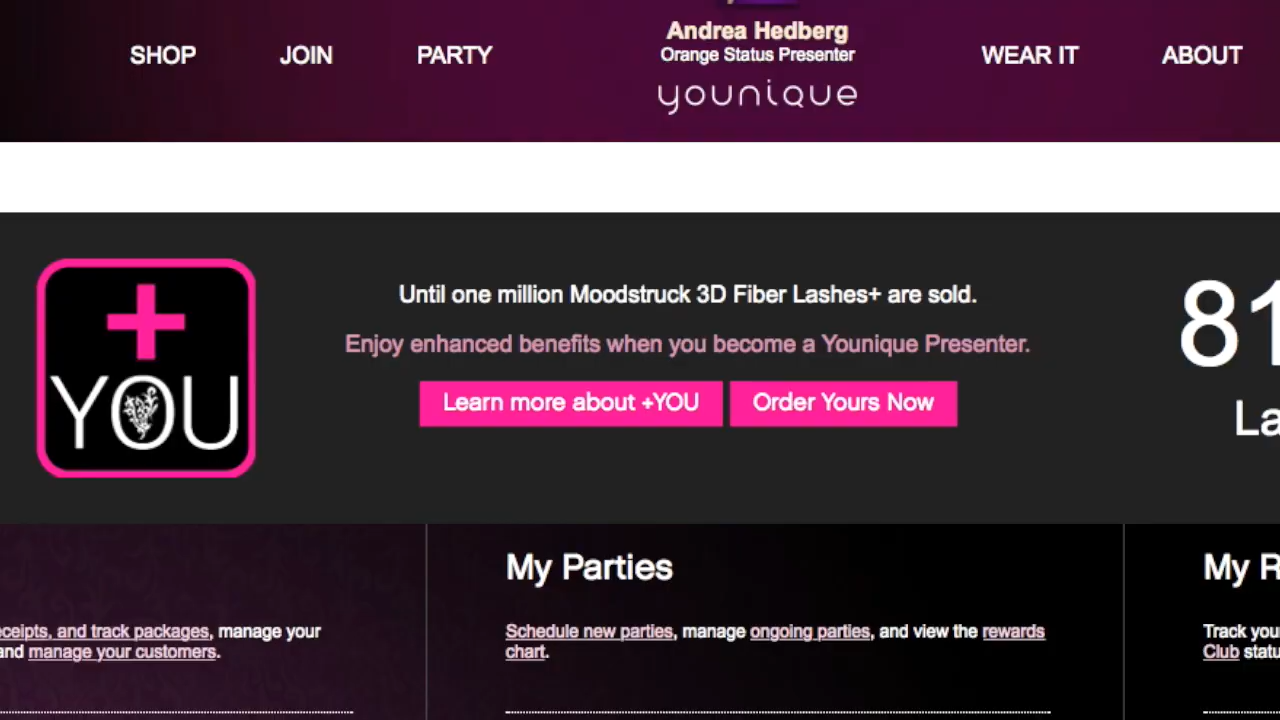 SHOP JOIN PARTY
Andrea Hedberg
Orange Status Presenter
younique
WEAR IT ABOUT
+
YOU
Until one million Moodstruck 3D Fiber Lashes+ are sold.
Enjoy enhanced benefits when you become a Younique Presenter.
Learn more about +YOU Order Yours Now
81
La
eceipts, and track packages, manage your
and manage your customers.
My Parties
Schedule new parties, manage ongoing parties, and view the rewards
chart.
My R
Track you
Club statu